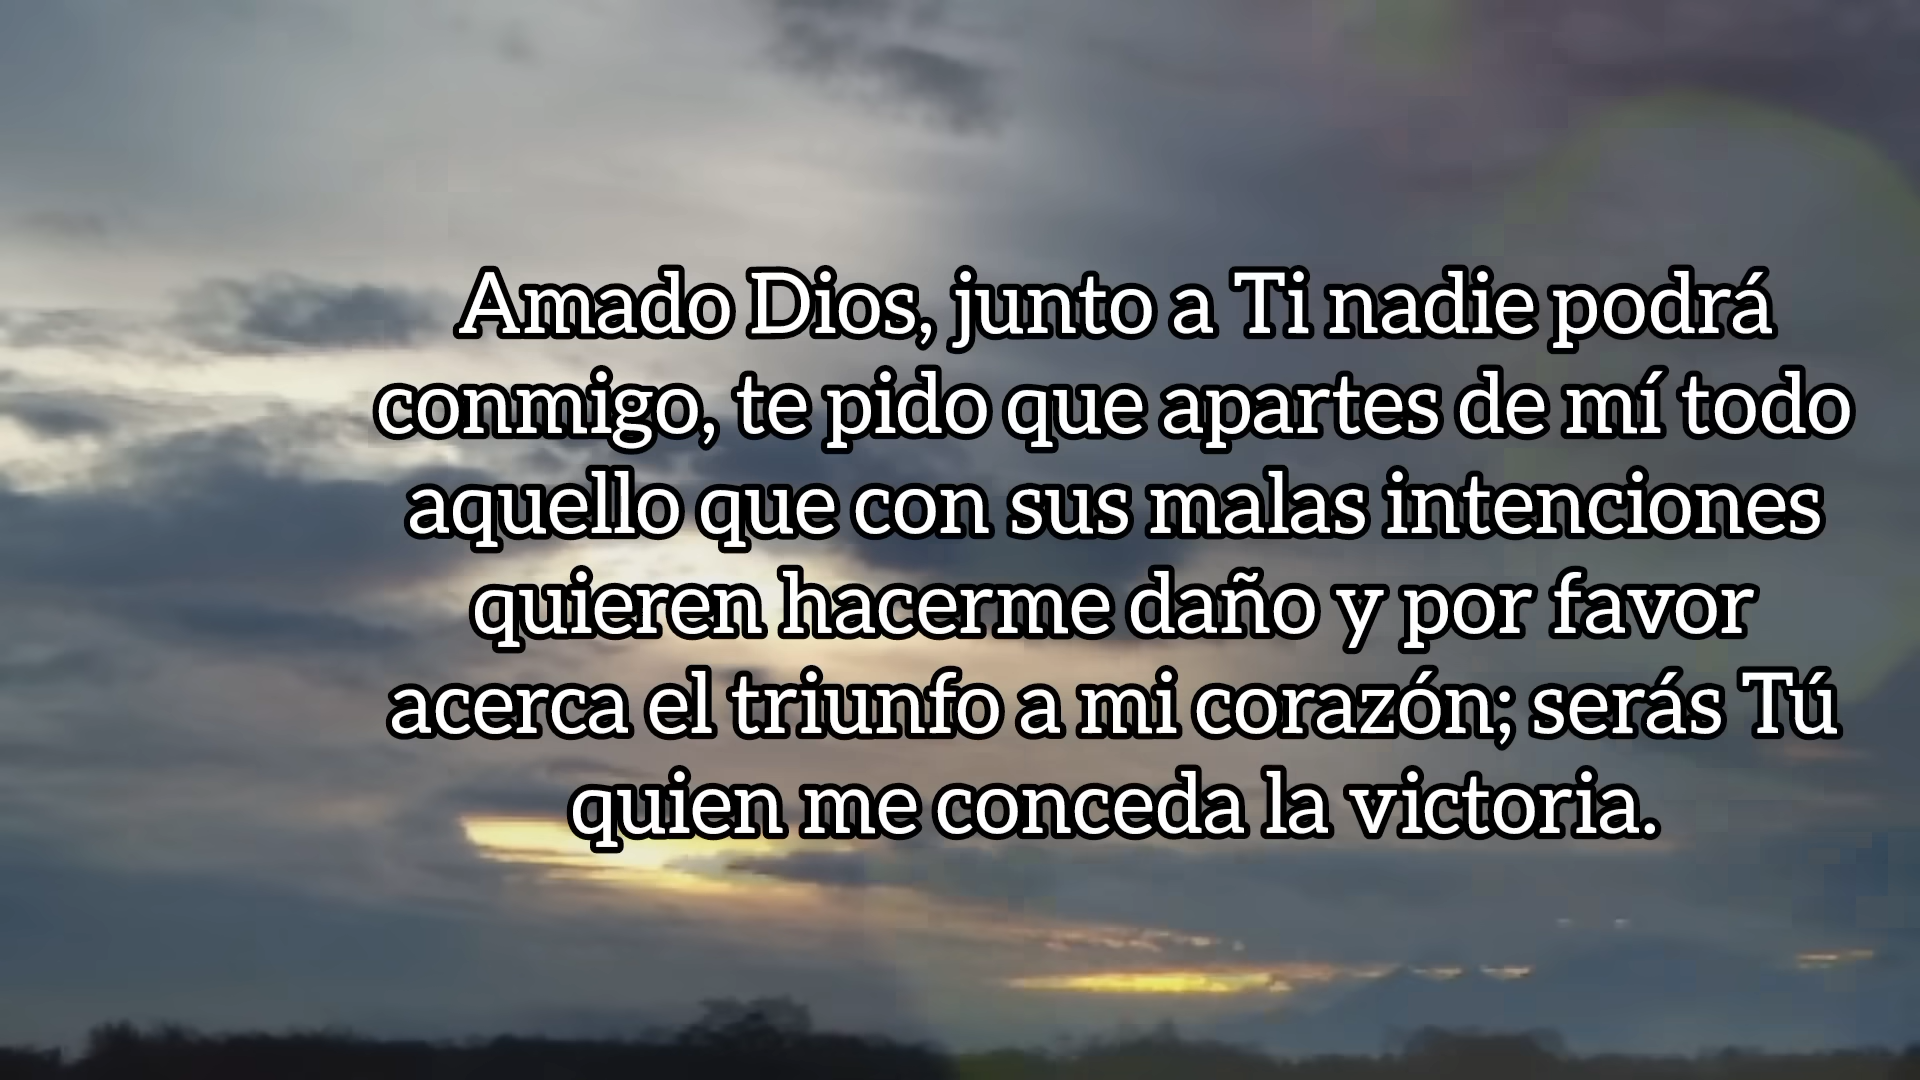 Amado Dios, junto a Ti nadie podrá
conmigo, te pido que apartes de mí todo
aquello que con sus malas intenciones
quieren hacerme daño y por favor
acerca el triunfo a mi corazón; serás Tú
quien me conceda la victoria.